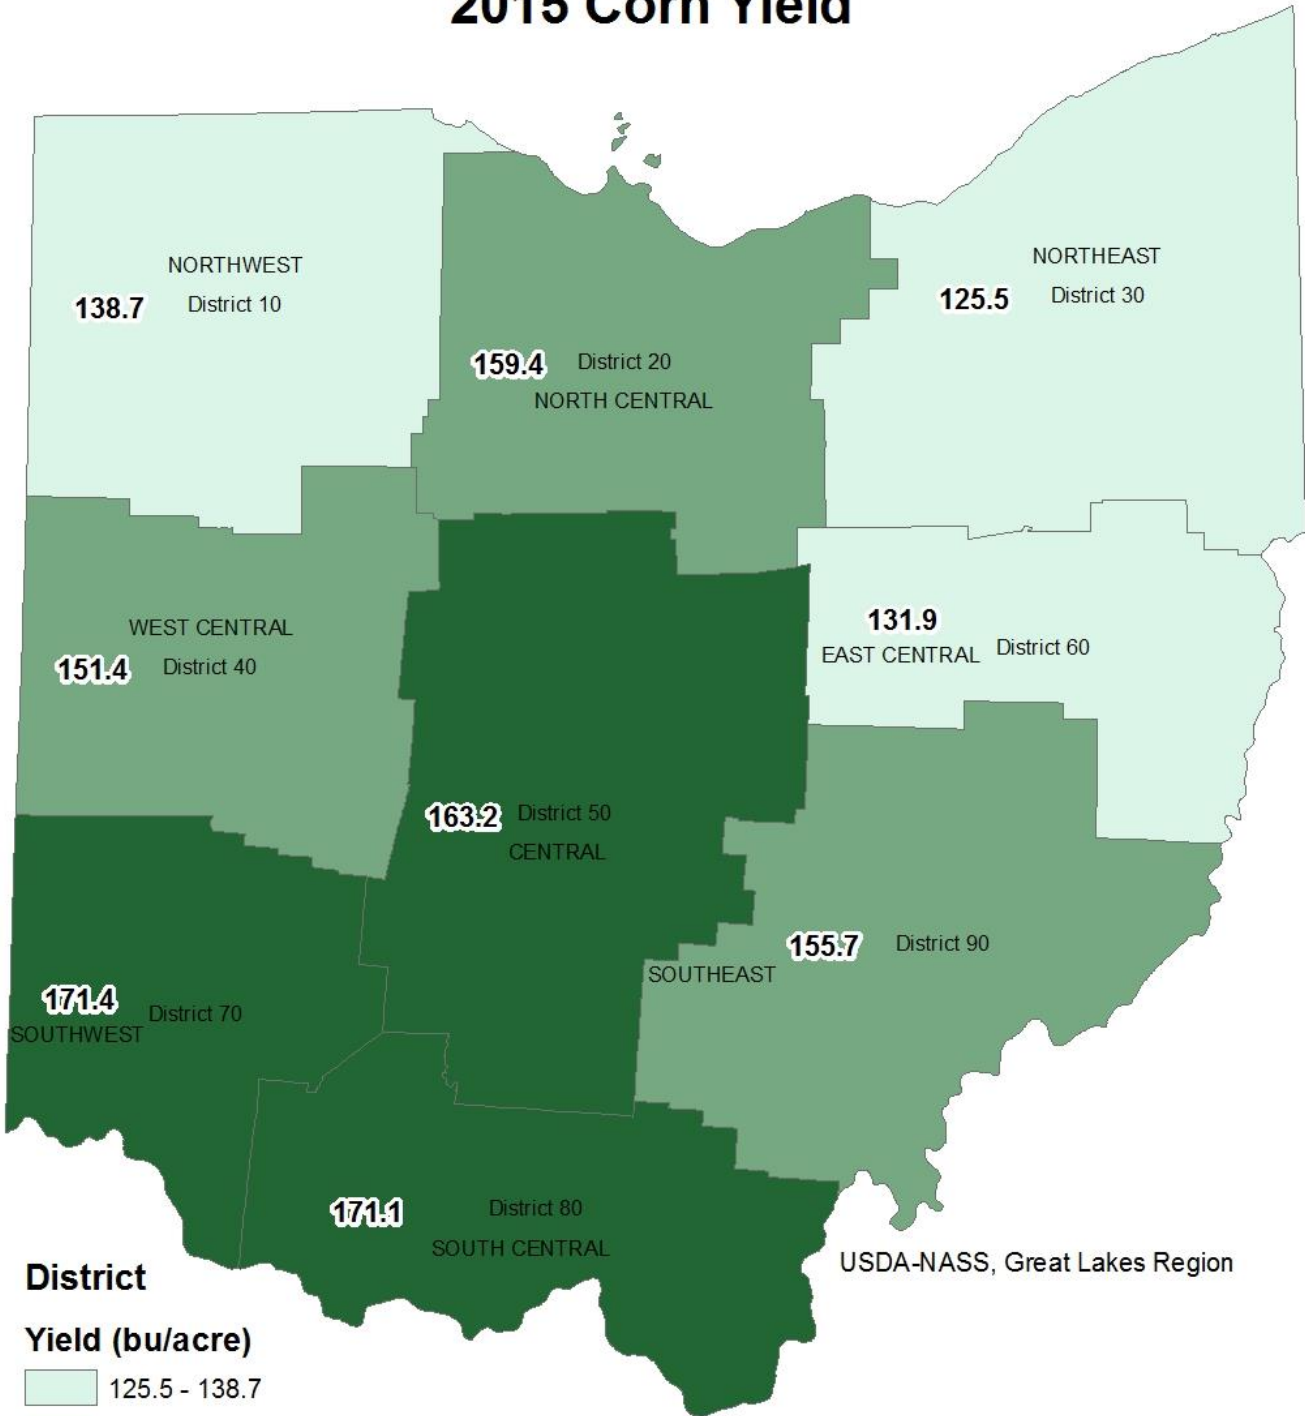 2015 Corn Yield
NORTHWEST
138.7 District 10
NORTHEAST
125.5 District 30
159.4 District 20
NORTH CENTRAL
WEST CENTRAL
151.4 District 40
131.9
EAST CENTRAL District 60
163.2 District 50
CENTRAL
155.7 District 90
SOUTHEAST
171.4
SOUTHWEST District 70
171.1 District 80
SOUTH CENTRAL
USDA-NASS, Great Lakes Region
District
Yield (bu/acre)
125.5 - 138.7